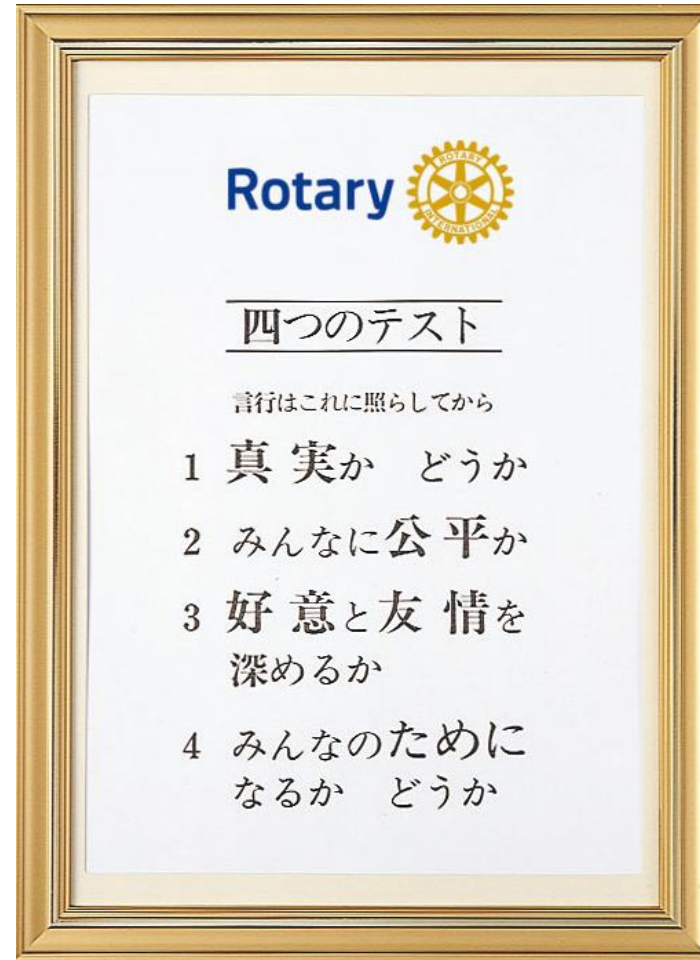 Rotary
ROTARY
INTERNATIONAL
四つのテスト
言行はこれに照らしてから
1 真実か どうか
2 みんなに公平か
3 好意と友情を
深めるか
4 みんなのために
なるか どうか